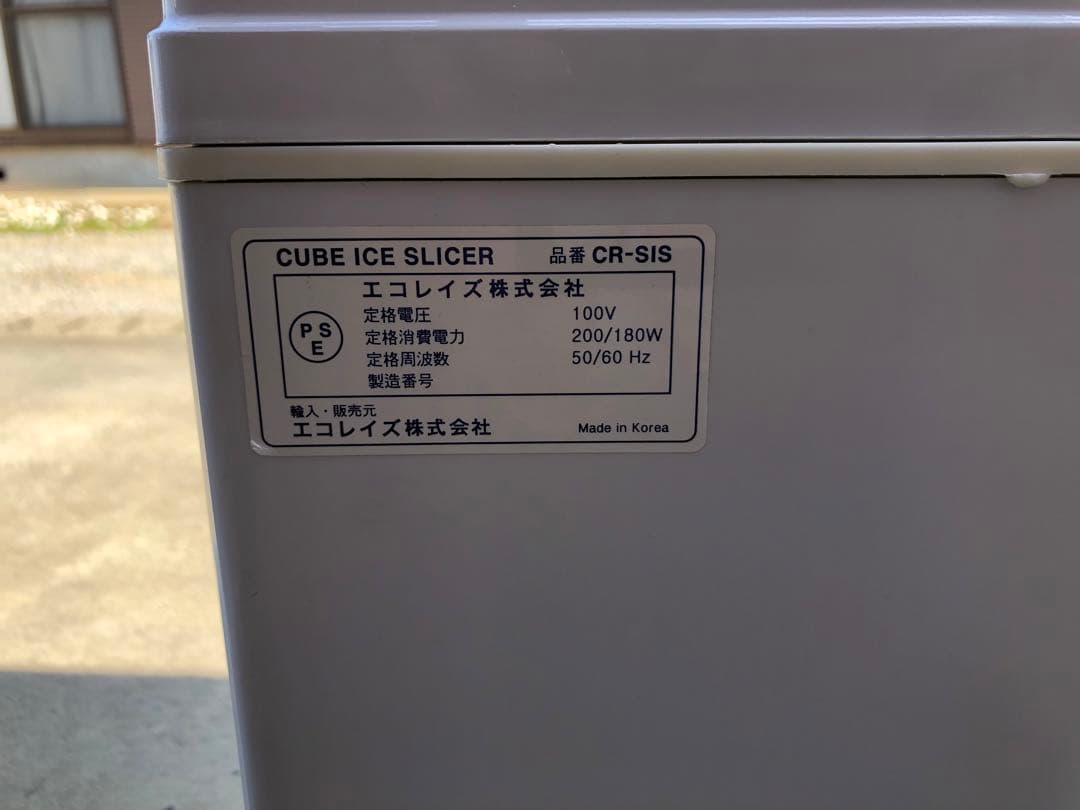 CUBE ICE SLICER 品番 CR-SIS
エコレイズ株式会社
PSE
定格電圧 100V
定格消費電力 200/180W
定格周波数 50/60 Hz
製造番号
輸入・販売元
エコレイズ株式会社 Made in Korea